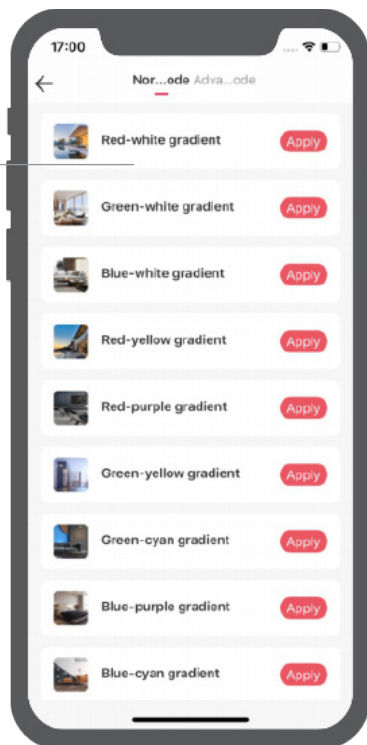 17:00
Nor...ode Adva...ode
Red-white gradient Apply
Green-white gradient Apply
Blue-white gradient Apply
Red-yellow gradient Apply
Red-purple gradient Apply
Green-yellow gradient Apply
Green-cyan gradient Apply
Blue-purple gradient Apply
Blue-cyan gradient Apply